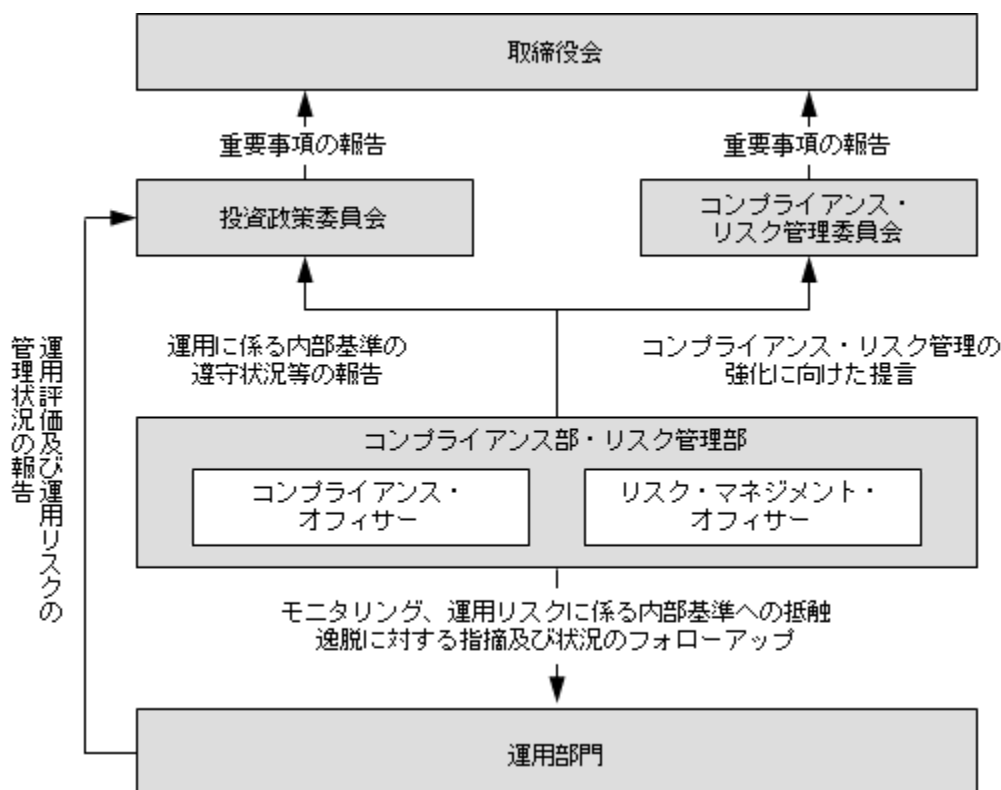 取締役会
重要事項の報告
重要事項の報告
投資政策委員会
コンプライアンス・
リスク管理委員会
運用に係る内部基準の
遵守状況等の報告
コンプライアンス・リスク管理の
強化に向けた提言
運用評価及び運用リスクの
管理状況の報告
コンプライアンス部・リスク管理部
コンプライアンス・
オフィサー
リスク・マネジメント・
オフィサー
モニタリング、運用リスクに係る内部基準への抵触
逸脱に対する指摘及び状況のフォローアップ
運用部門